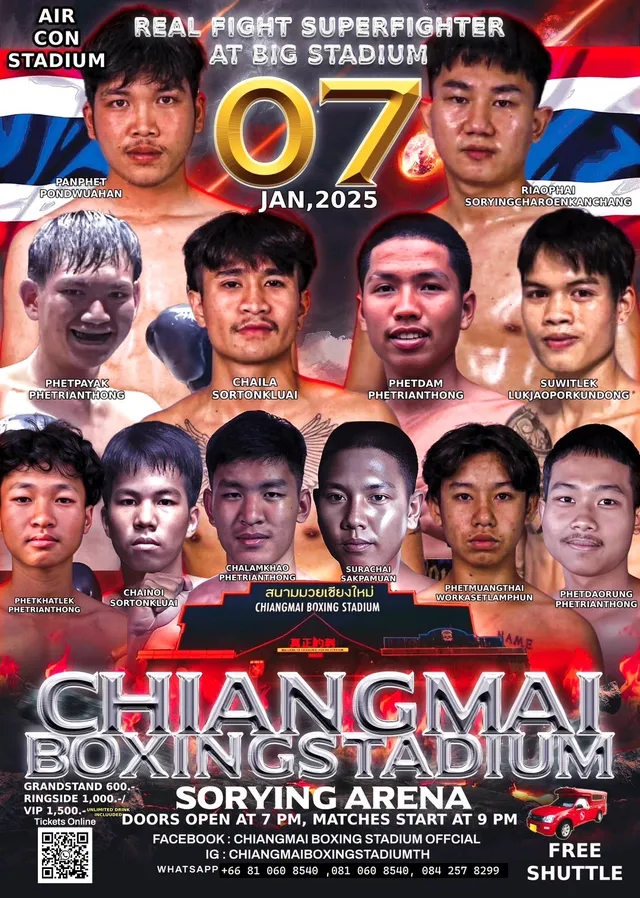 AIR
CON
STADIUM
REAL FIGHT SUPERFIGHTER
AT BIG STADIUM
07
JAN,2025
PANPHET
PONDWUAHAN
RIAOPHAI
SORYINGCHAROENKANCHANG
PHETPAYAK
PHETRIANTHONG
CHAILA
SORTONKLUAI
PHETDAM
PHETRIANTHONG
SUWITLEK
LUKJAOPORKUNDONG
PHETKHATLEK
PHETRIANTHONG
CHAINOI
SORTONKLUAI
CHALAMKHAO
PHETRIANTHONG
SURACHAI
SAKPAMUAN
PHETMUANGTHAI
WORKASETLAMPHUN
PHETDAORUNG
PHETRIANTHONG
สนามมวยเชียงใหม่
CHIANGMAI BOXING STADIUM
NAME
CHIANGMAI
BOXINGSTADIUM
GRANDSTAND 600.-
RINGSIDE 1,000.-/
VIP 1,500.- UNLIMITED DRINK
Tickets Online
SORYING ARENA
DOORS OPEN AT 7 PM, MATCHES START AT 9 PM
FACEBOOK : CHIANGMAI BOXING STADIUM OFFCIAL
IG : CHIANGMAIBOXINGSTADIUMTH
WHATSAPP +66 81 060 8540 ,081 060 8540, 084 257 8299
FREE
SHUTTLE